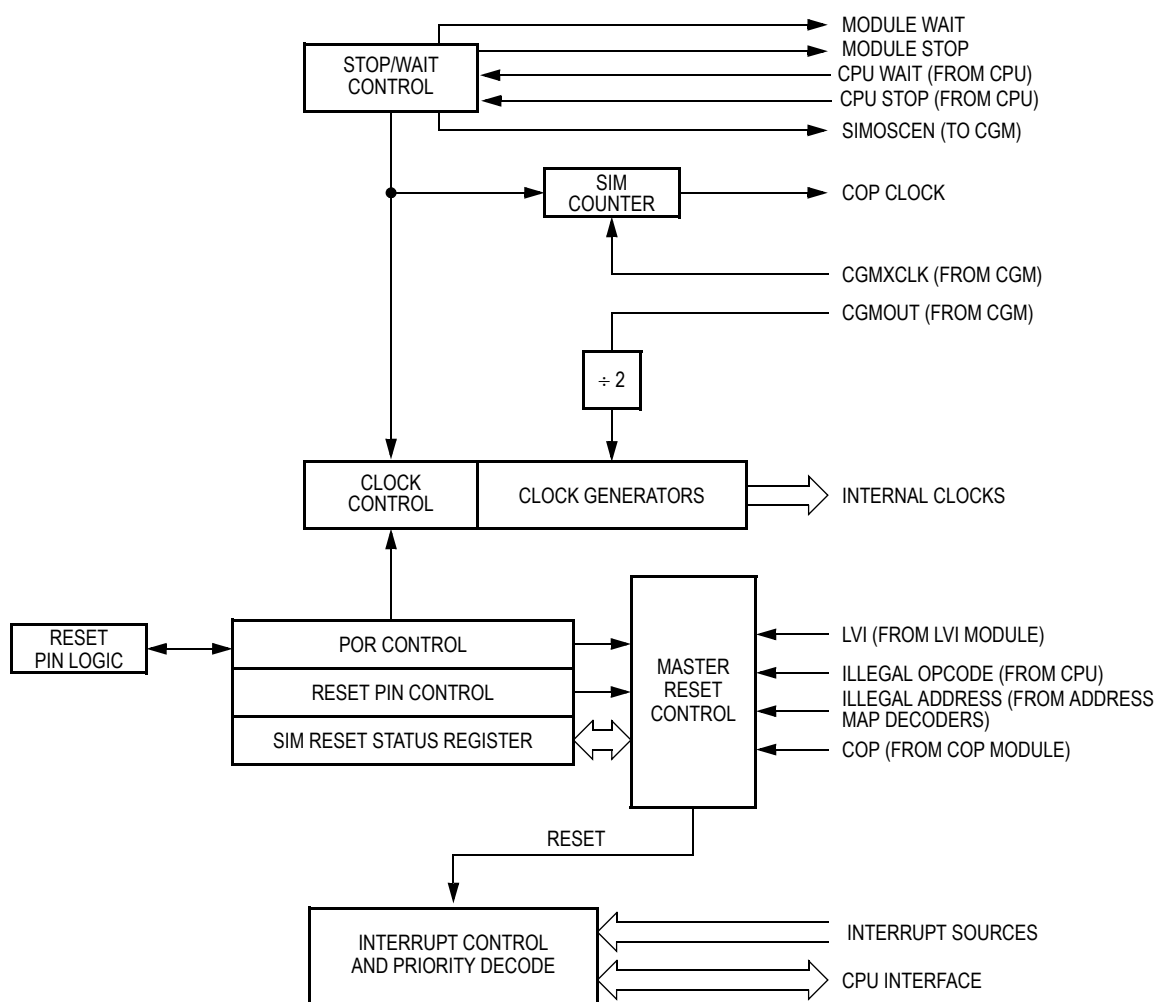 MODULE WAIT
MODULE STOP
STOP/WAIT
CONTROL
CPU WAIT (FROM CPU)
CPU STOP (FROM CPU)
SIMOSCEN (TO CGM)
SIM
COUNTER
COP CLOCK
CGMXCLK (FROM CGM)
CGMOUT (FROM CGM)
÷ 2
CLOCK
CONTROL
CLOCK GENERATORS
INTERNAL CLOCKS
RESET
PIN LOGIC
POR CONTROL
RESET PIN CONTROL
SIM RESET STATUS REGISTER
MASTER
RESET
CONTROL
LVI (FROM LVI MODULE)
ILLEGAL OPCODE (FROM CPU)
ILLEGAL ADDRESS (FROM ADDRESS
MAP DECODERS)
COP (FROM COP MODULE)
RESET
INTERRUPT CONTROL
AND PRIORITY DECODE
INTERRUPT SOURCES
CPU INTERFACE